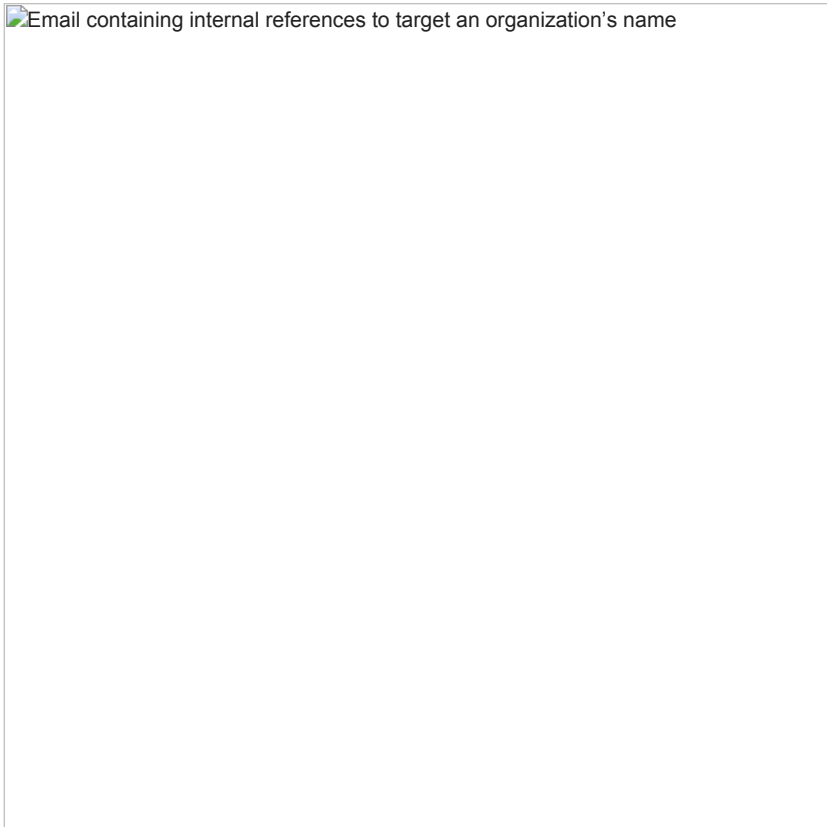 Email containing internal references to target an organization’s name